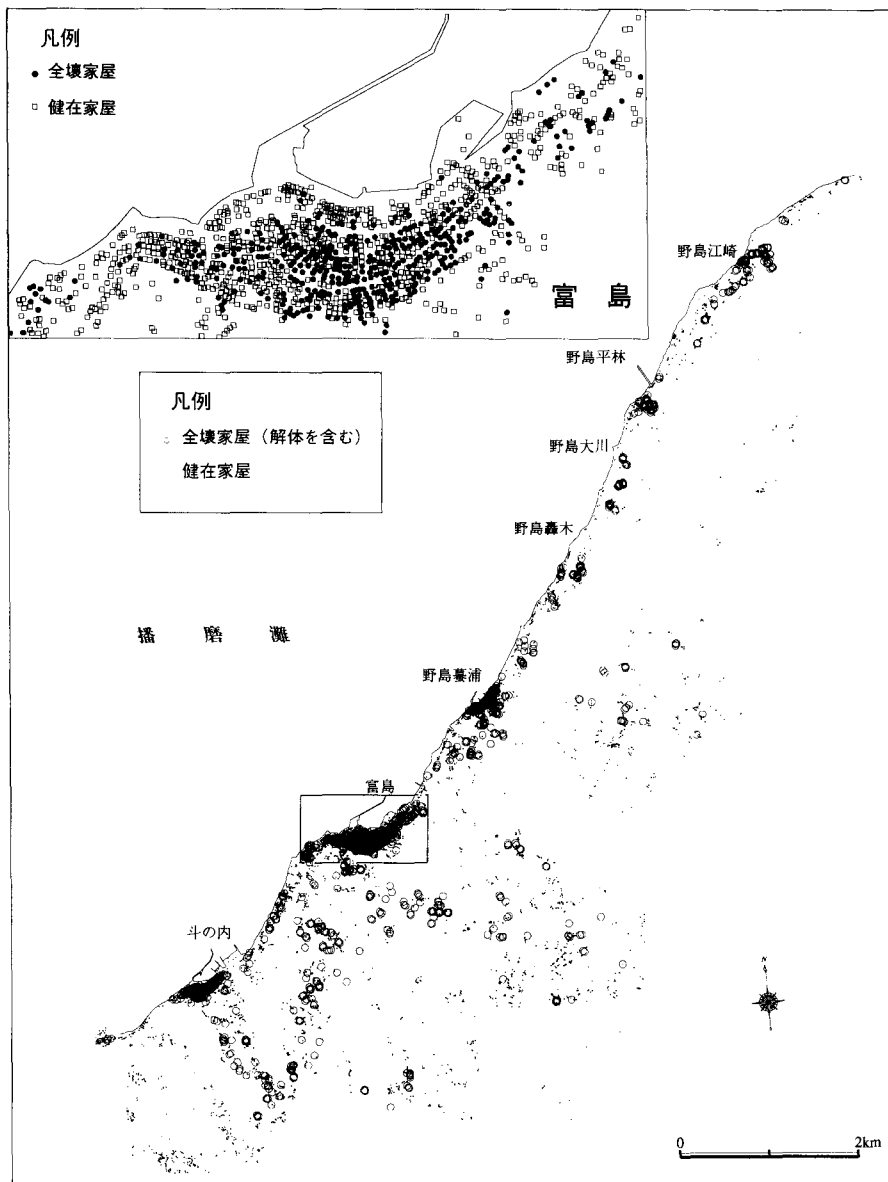 凡例
全壊家屋
健在家屋
富島
野島江崎
野島平林
凡例
全壊家屋(解体を含む)
健在家屋
野島大川
野島轟木
播磨灘
野島蟇浦
富島
斗の内
N
0 2km